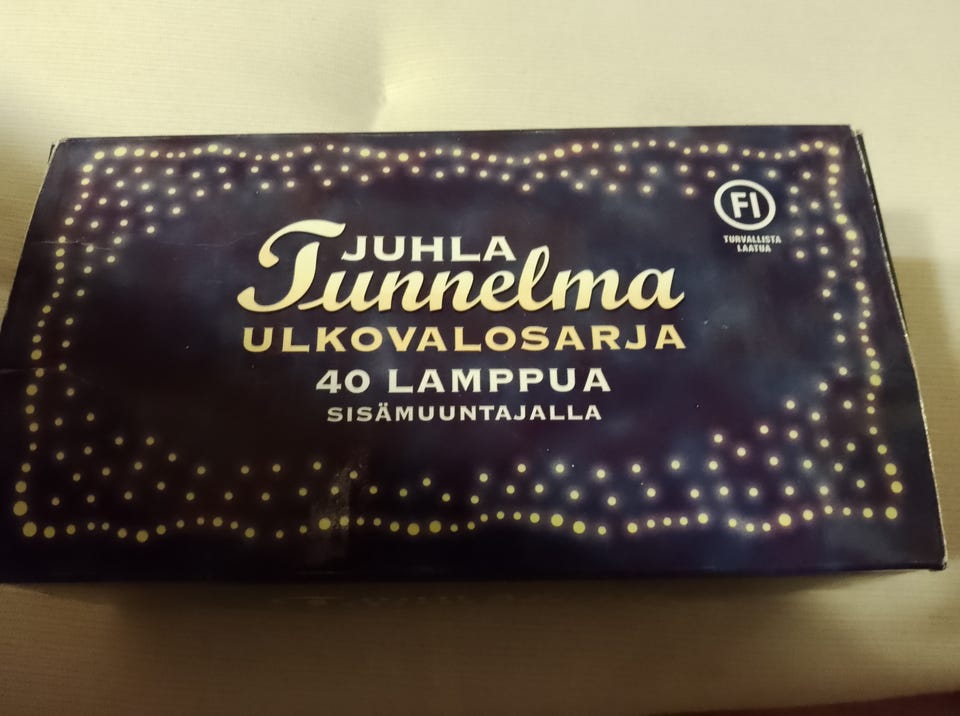 JUHLA
Tunnelma
ULKOVALOSARJA
40 LAMPPUA
SISÄMUUNTAJALLA
FI
TURVALLISTA
LAATUA